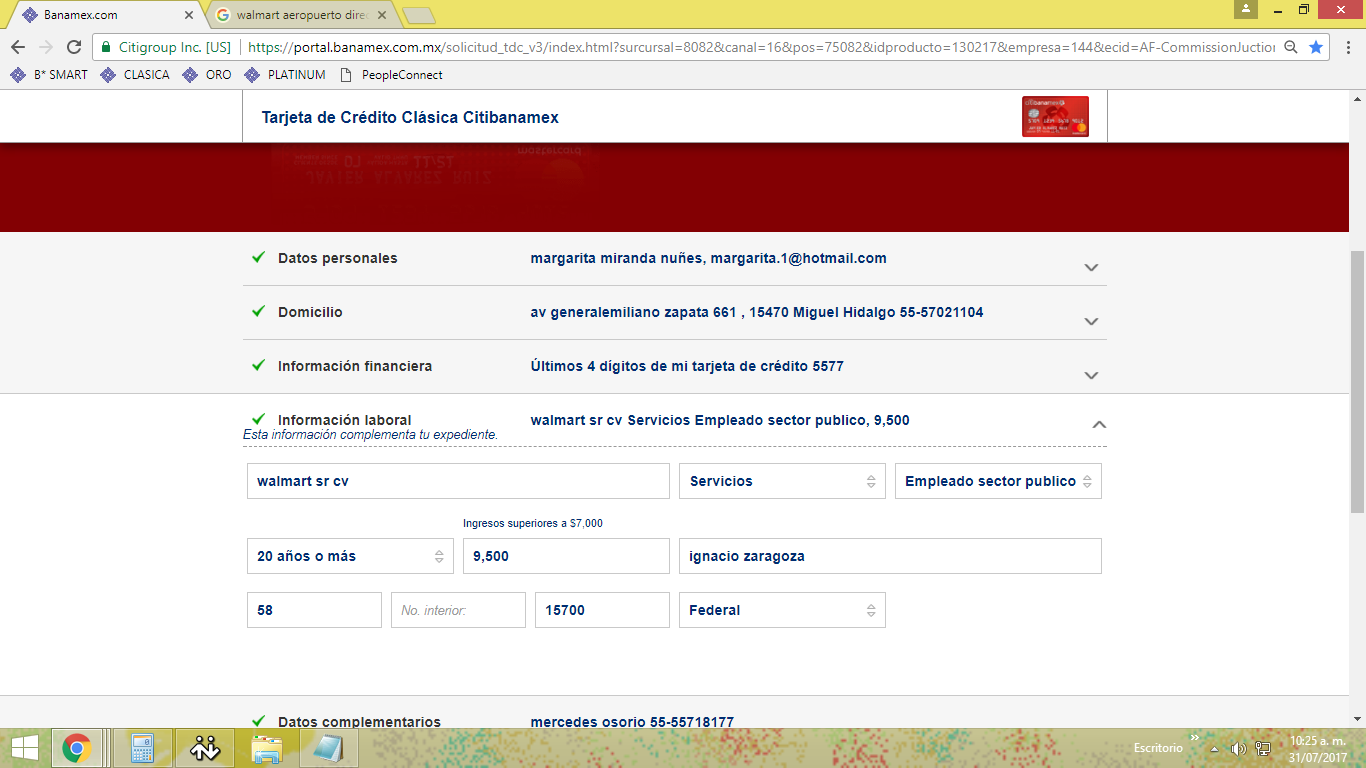 Banamex.com
walmart aeropuerto dire
Citigroup Inc. [US] https://portal.banamex.com.mx/solicitud_tdc_v3/index.html?surcursal=8082&canal=16&pos=75082&idproducto=130217&empresa=144&ecid=AF-CommissionJuctio
B* SMART CLASICA ORO PLATINUM PeopleConnect
Tarjeta de Crédito Clásica Citibanamex
citibanamex
Datos personales margarita miranda nuñes, margarita.1@hotmail.com
Domicilio av generalemiliano zapata 661 , 15470 Miguel Hidalgo 55-57021104
Información financiera Últimos 4 dígitos de mi tarjeta de crédito 5577
Información laboral walmart sr cv Servicios Empleado sector publico, 9,500
Esta información complementa tu expediente.
walmart sr cv Servicios Empleado sector publico
Ingresos superiores a $7,000
20 años o más 9,500 ignacio zaragoza
58 No. interior: 15700 Federal
Datos complementarios mercedes osorio 55-55718177
Escritorio
10:25 a. m.
31/07/2017